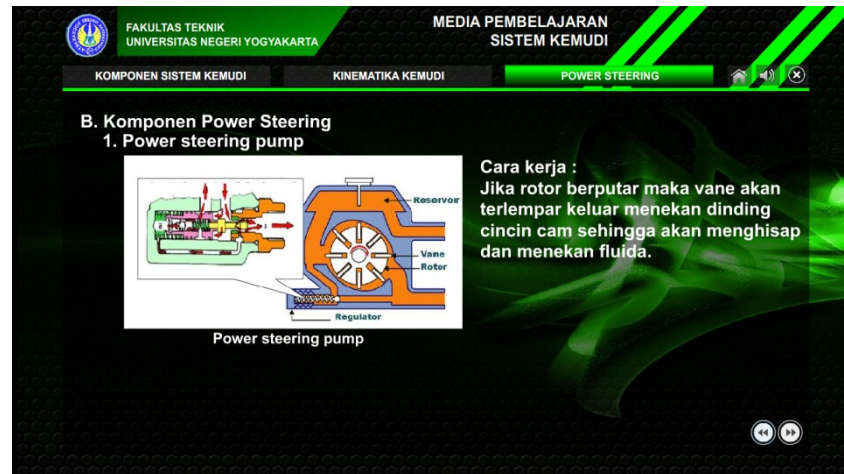 FAKULTAS TEKNIK
UNIVERSITAS NEGERI YOGYAKARTA
MEDIA PEMBELAJARAN
SISTEM KEMUDI
KOMPONEN SISTEM KEMUDI
KINEMATIKA KEMUDI
POWER STEERING
B. Komponen Power Steering
1. Power steering pump
Reservoir
Vane
Rotor
Regulator
Power steering pump
Cara kerja :
Jika rotor berputar maka vane akan
terlempar keluar menekan dinding
cincin cam sehingga akan menghisap
dan menekan fluida.